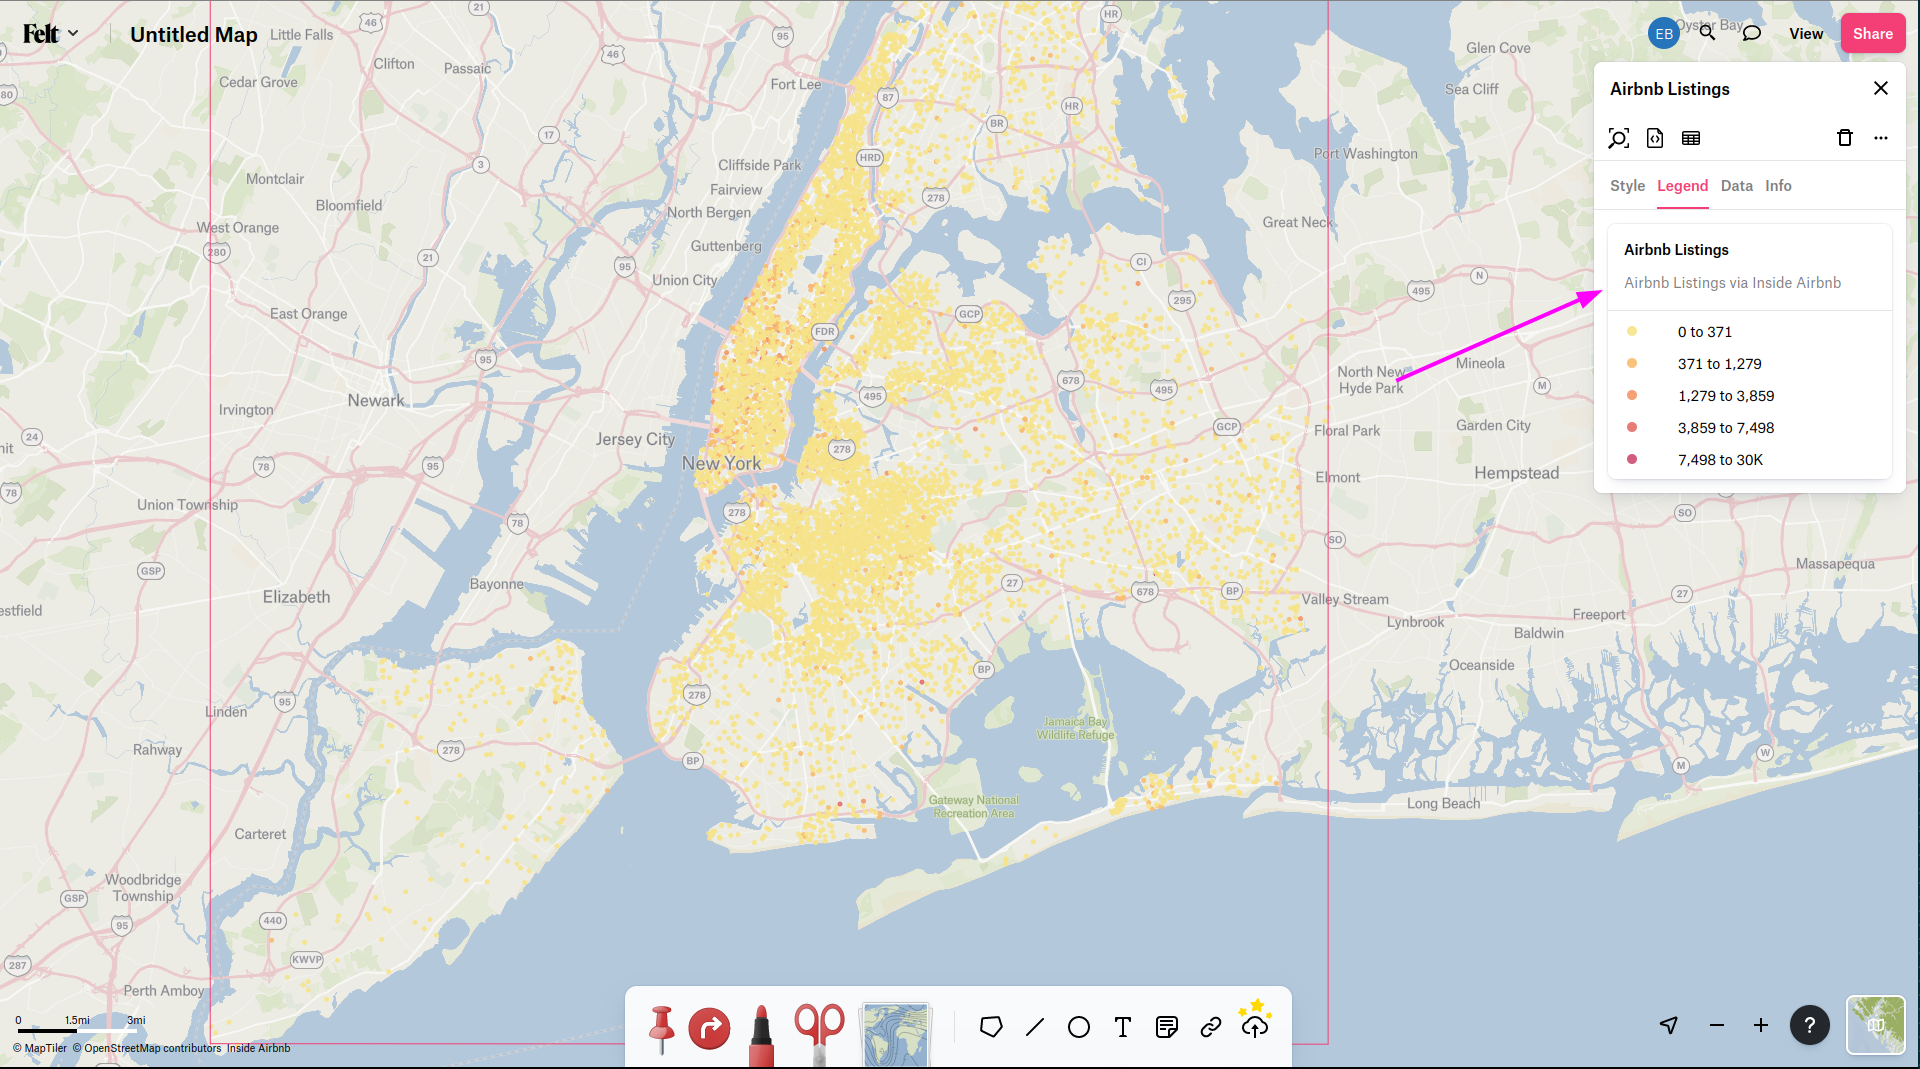 Felt
Untitled Map
EB
View
Share
Airbnb Listings
Style Legend Data Info
Airbnb Listings
Airbnb Listings via Inside Airbnb
0 to 371
371 to 1,279
1,279 to 3,859
3,859 to 7,498
7,498 to 30K
Little Falls
Clifton
Passaic
Cedar Grove
Fort Lee
Oyster Bay
Glen Cove
Sea Cliff
Port Washington
Cliffside Park
Fairview
North Bergen
Guttenberg
Union City
Montclair
Bloomfield
West Orange
Great Neck
East Orange
Irvington
Newark
Jersey City
New York
North New
Hyde Park
Mineola
Floral Park
Garden City
Elmont
Hempstead
Union Township
Elizabeth
Bayonne
estfield
Valley Stream
Lynbrook
Freeport
Baldwin
Massapequa
Oceanside
Linden
Rahway
Carteret
Jamaica Bay
Wildlife Refuge
Gateway National
Recreation Area
Long Beach
Woodbridge
Township
Perth Amboy
46
21
95
46
HR
80
17
3
87
HR
BR
HRD
278
280
21
95
CI
295
N
495
GCP
FDR
95
678
495
M
495
24
78
95
278
GCP
78
78
278
SO
SO
GSP
27
678
BP
27
BP
95
278
278
BP
W
M
GSP
95
440
KWVP
287
nit
0 1.5mi 3mi
© MapTiler © OpenStreetMap contributors Inside Airbnb
T
?